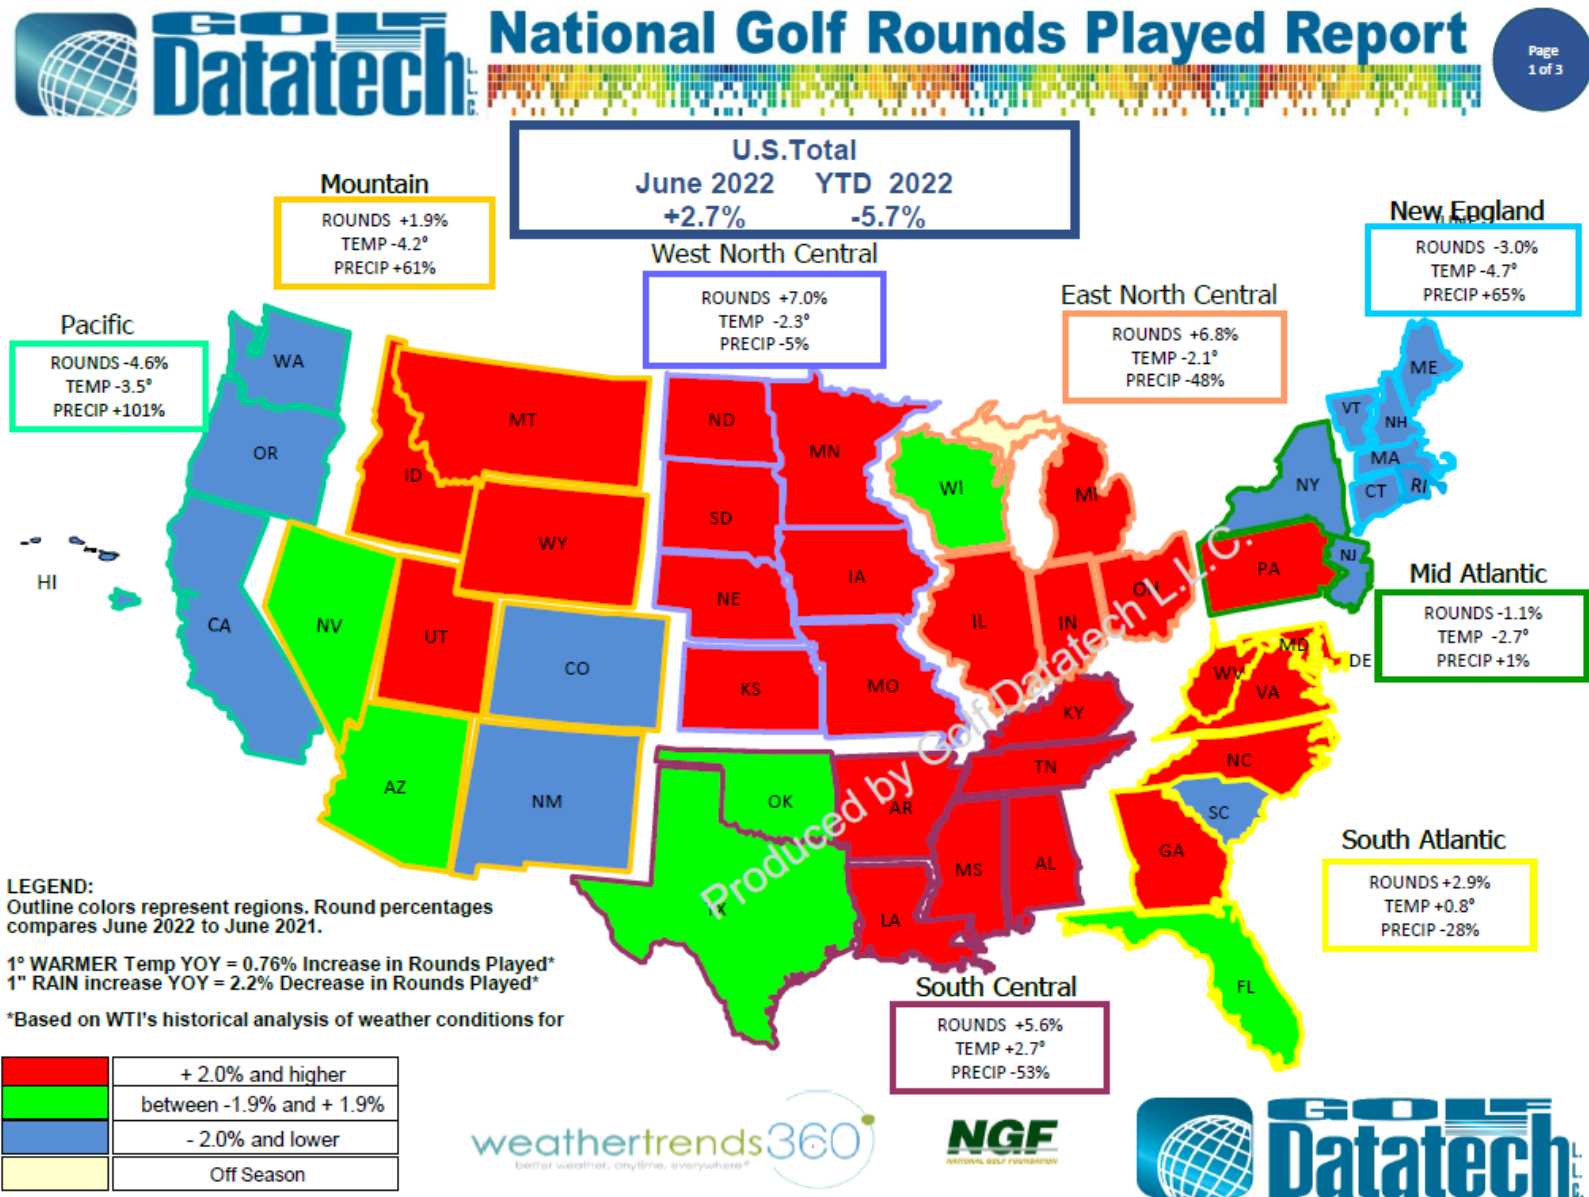 GOLF
Datatech L.L.C.
National Golf Rounds Played Report
Page
1 of 3
U.S.Total
June 2022 YTD 2022
+2.7% -5.7%
Mountain
ROUNDS +1.9%
TEMP -4.2°
PRECIP +61%
New England
ROUNDS -3.0%
TEMP -4.7°
PRECIP +65%
West North Central
ROUNDS +7.0%
TEMP -2.3°
PRECIP -5%
East North Central
ROUNDS +6.8%
TEMP -2.1°
PRECIP -48%
Pacific
ROUNDS -4.6%
TEMP -3.5°
PRECIP +101%
WA
OR
CA
HI
MT
ID
WY
NV
UT
CO
AZ
NM
ND
MN
SD
NE
IA
KS
MO
WI
MI
IL
IN
OH
ME
VT
NH
MA
CT
RI
NY
PA
NJ
Mid Atlantic
ROUNDS -1.1%
TEMP -2.7°
PRECIP +1%
MD
DE
WV
VA
NC
SC
GA
FL
KY
TN
OK
AR
TX
LA
MS
AL
Produced by Golf Datatech L.L.C.
South Atlantic
ROUNDS +2.9%
TEMP +0.8°
PRECIP -28%
South Central
ROUNDS +5.6%
TEMP +2.7°
PRECIP -53%
LEGEND:
Outline colors represent regions. Round percentages
compares June 2022 to June 2021.
1° WARMER Temp YOY = 0.76% Increase in Rounds Played*
1" RAIN increase YOY = 2.2% Decrease in Rounds Played*
*Based on WTI's historical analysis of weather conditions for
+ 2.0% and higher
between -1.9% and + 1.9%
- 2.0% and lower
Off Season
weathertrends360°
better weather, anytime, everywhere®
NGF
NATIONAL GOLF FOUNDATION
GOLF
Datatech